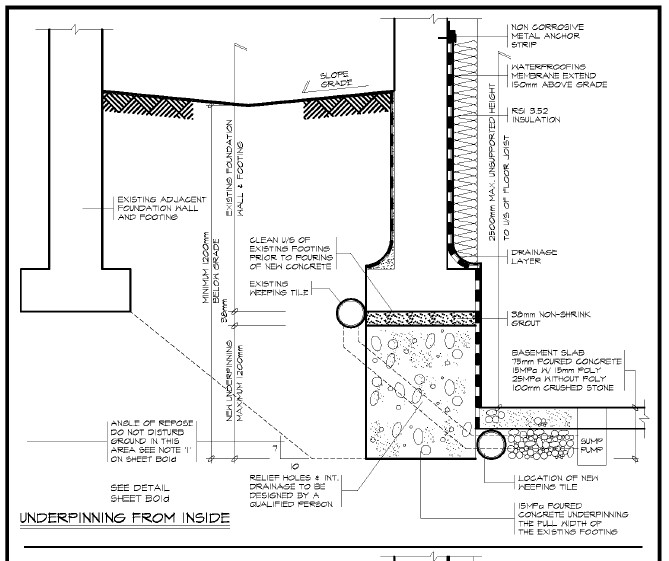 NON CORROSIVE
METAL ANCHOR
STRIP
SLOPE
GRADE
WATERPROOFING
MEMBRANE EXTEND
150mm ABOVE GRADE
RSI 3.52
INSULATION
2500mm MAX. UNSUPPORTED HEIGHT
TO U/S OF FLOOR JOIST
EXISTING FOUNDATION
WALL & FOOTING
EXISTING ADJACENT
FOUNDATION WALL
AND FOOTING
MINIMUM 1200mm
BELOW GRADE
CLEAN U/S OF
EXISTING FOOTING
PRIOR TO POURING
OF NEW CONCRETE
DRAINAGE
LAYER
EXISTING
WEEPING TILE
38mm
38mm NON-SHRINK
GROUT
NEW UNDERPINNING
MAXIMUM 1200mm
BASEMENT SLAB
75mm POURED CONCRETE
15MPa W/ 15mm POLY
25MPa WITHOUT POLY
100mm CRUSHED STONE
ANGLE OF REPOSE
DO NOT DISTURB
GROUND IN THIS
AREA SEE NOTE '1'
ON SHEET B01d
7
10
SUMP
PUMP
RELIEF HOLES & INT.
DRAINAGE TO BE
DESIGNED BY A
QUALIFIED PERSON
LOCATION OF NEW
WEEPING TILE
SEE DETAIL
SHEET B01d
15MPa POURED
CONCRETE UNDERPINNING
THE FULL WIDTH OF
THE EXISTING FOOTING
UNDERPINNING FROM INSIDE